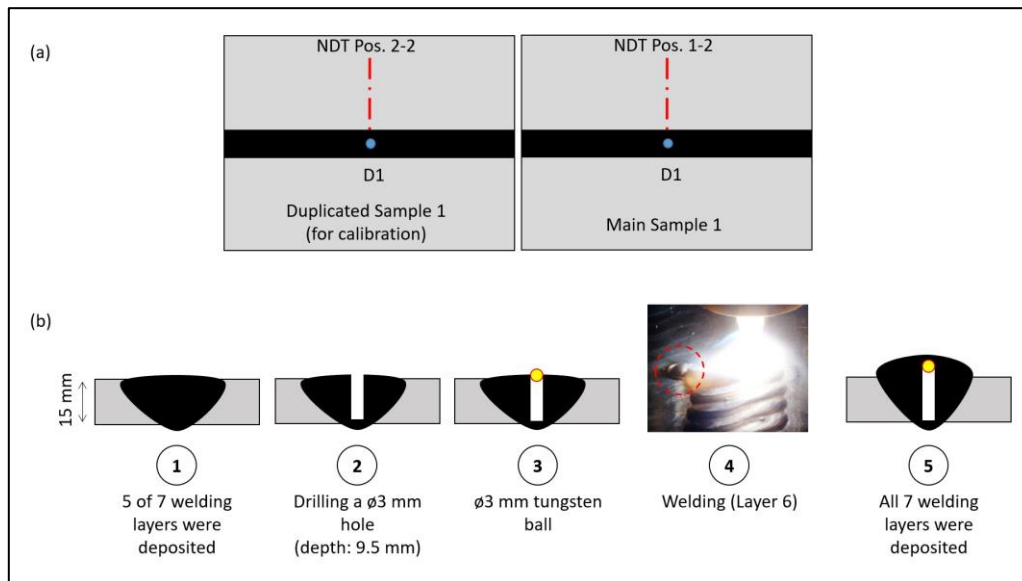 (a)
NDT Pos. 2-2
NDT Pos. 1-2
D1
D1
Duplicated Sample 1
(for calibration)
Main Sample 1
(b)
15 mm
1
2
3
4
5
5 of 7 welding
layers were
deposited
Drilling a ø3 mm
hole
(depth: 9.5 mm)
ø3 mm tungsten
ball
Welding (Layer 6)
All 7 welding
layers were
deposited